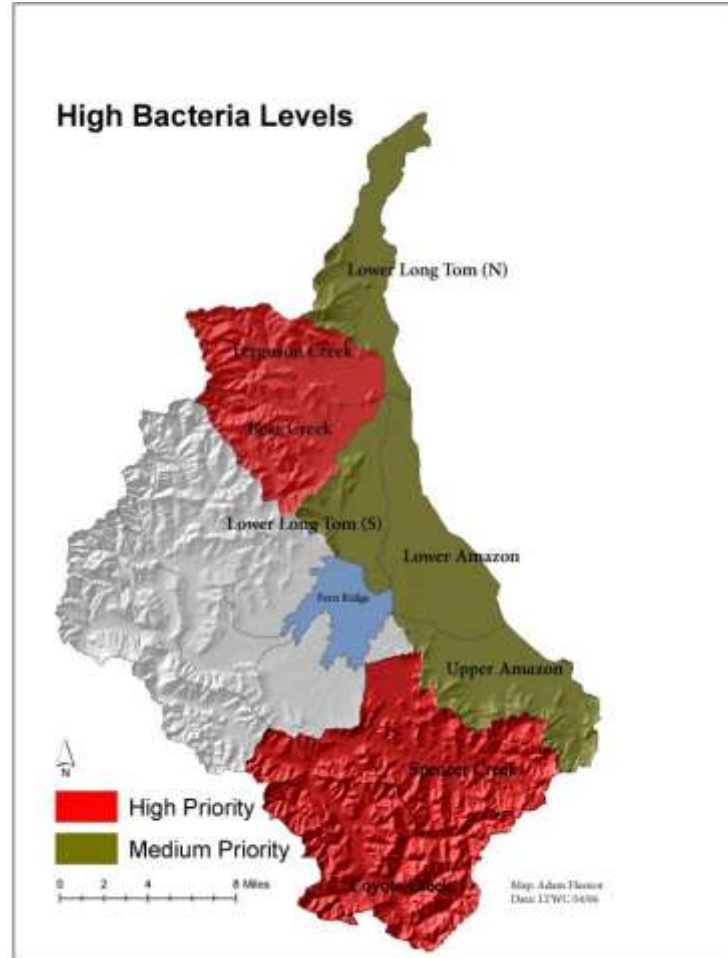 High Bacteria Levels
Lower Long Tom (N)
Ferguson Creek
Bear Creek
Lower Long Tom (S)
Lower Amazon
Fern Ridge
Upper Amazon
Spencer Creek
N
High Priority
Medium Priority
0 2 4 8 Miles
Coyote Creek
Map: Adam
Data: LTWC 04/06